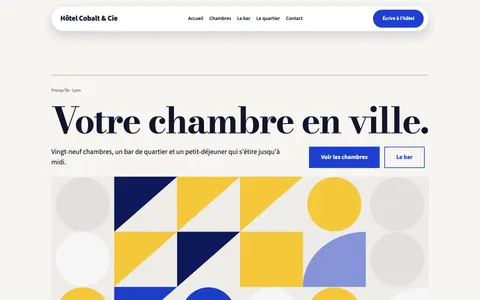 Hôtel Cobalt & Cie
Accueil Chambres Le bar Le quartier Contact
Écrire à l'hôtel
Presqu'île · Lyon
Votre chambre en ville.
Vingt-neuf chambres, un bar de quartier et un petit-déjeuner qui s'étire jusqu'à
midi.
Voir les chambres
Le bar